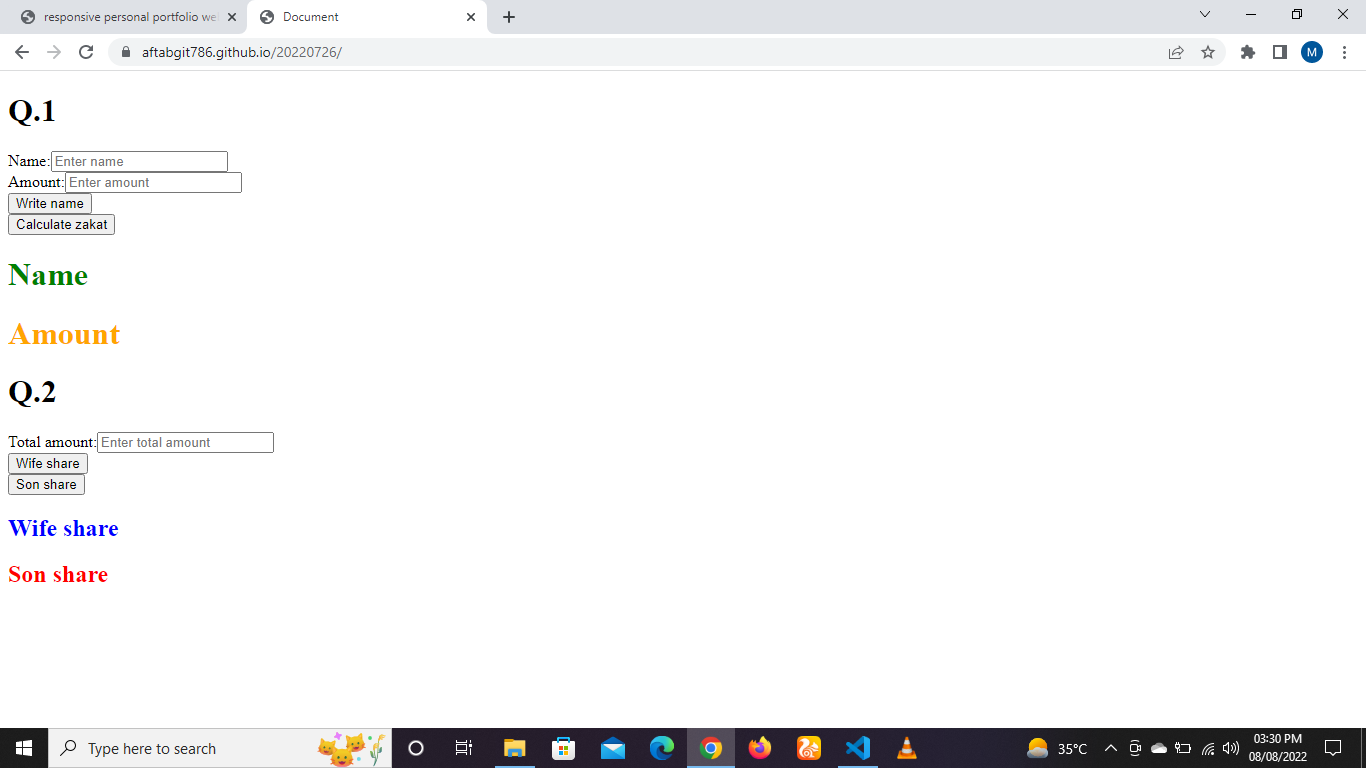 responsive personal portfolio we
Document
aftabgit786.github.io/20220726/
M
Q.1
Name:
Enter name
Amount:
Enter amount
Write name
Calculate zakat
Name
Amount
Q.2
Total amount:
Enter total amount
Wife share
Son share
Wife share
Son share
Type here to search
35°C
03:30 PM
08/08/2022